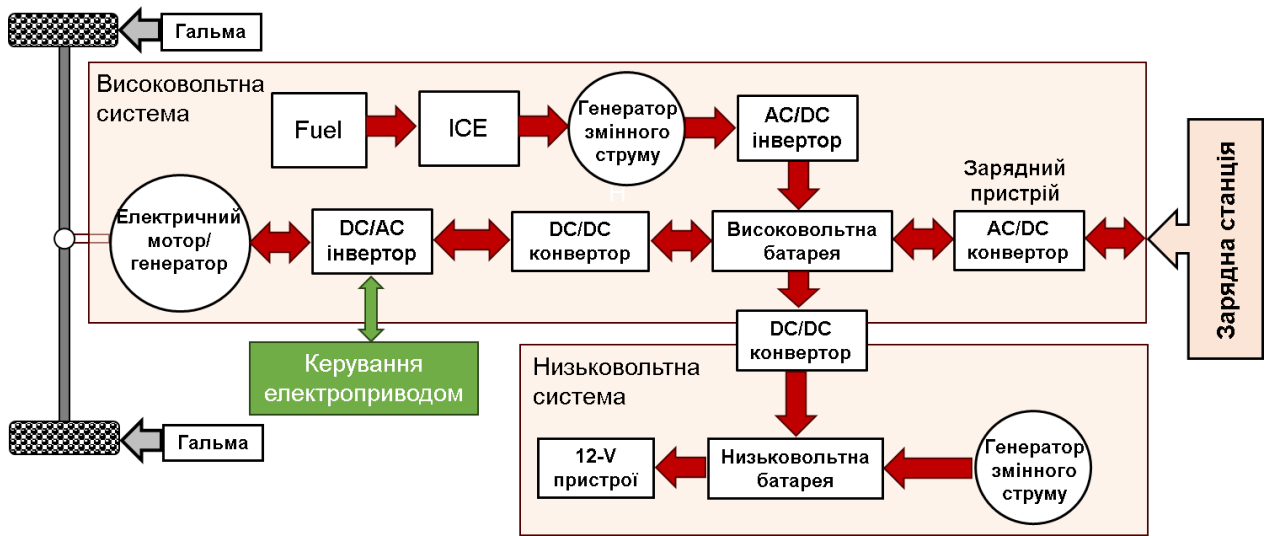 Гальма
Високовольтна
система
Fuel
ICE
Генератор
змінного
струму
AC/DC
інвертор
Зарядний
пристрій
Електричний
мотор/
генератор
DC/AC
інвертор
DC/DC
конвертор
Високовольтна
батарея
AC/DC
конвертор
Зарядна станція
DC/DC
конвертор
Керування
електроприводом
Низьковольтна
система
Гальма
12-V
пристрої
Низьковольтна
батарея
Генератор
змінного
струму